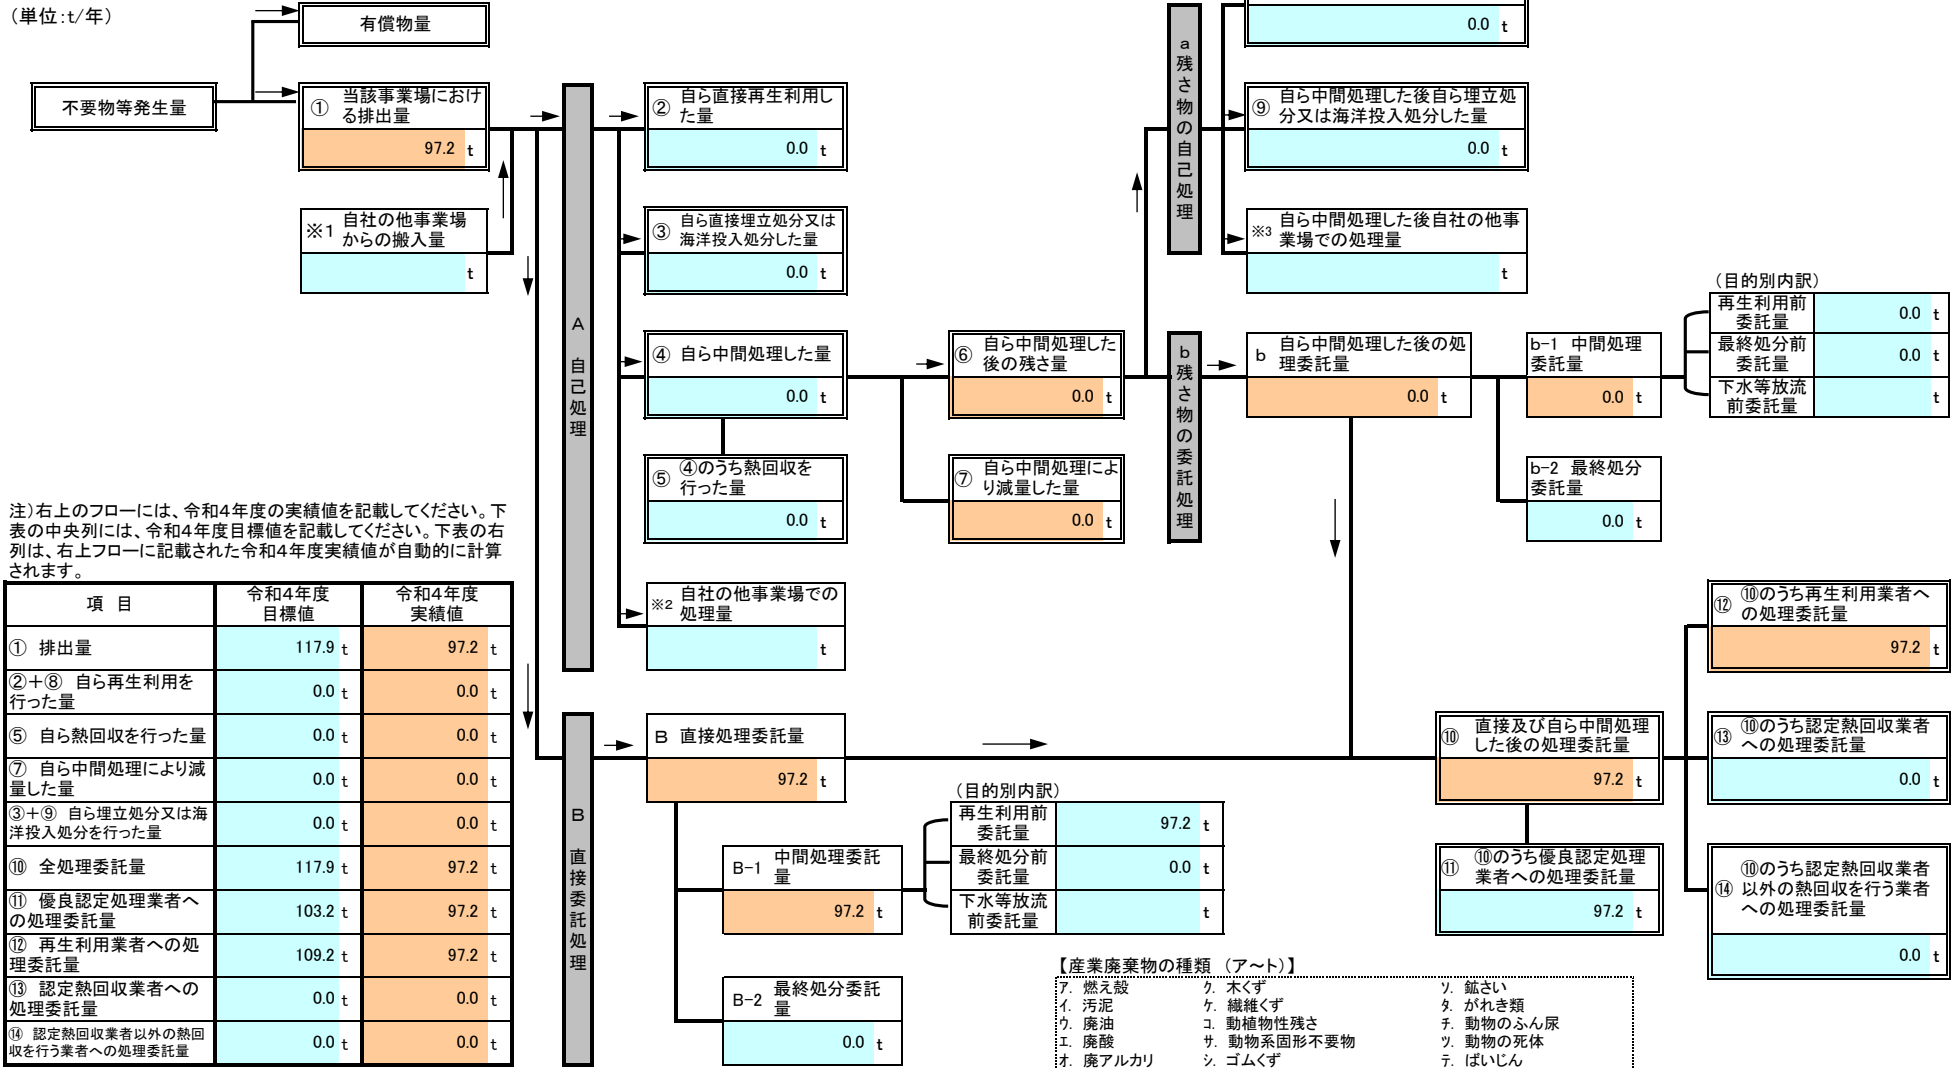 （単位:t/年）
有償物量
不要物等発生量
① 当該事業場におけ
る排出量
97.2 t
※1 自社の他事業場
からの搬入量
t
A 自己処理
② 自ら直接再生利用し
た量
0.0 t
③ 自ら直接埋立処分又は
海洋投入処分した量
0.0 t
④ 自ら中間処理した量
0.0 t
⑤ ④のうち熱回収を
行った量
0.0 t
※2 自社の他事業場での
処理量
t
⑥ 自ら中間処理した
後の残さ量
0.0 t
⑦ 自ら中間処理によ
り減量した量
0.0 t
a 残さ物の自己処理
0.0 t
⑨ 自ら中間処理した後自ら埋立処
分又は海洋投入処分した量
0.0 t
※3 自ら中間処理した後自社の他事
業場での処理量
t
b 残さ物の委託処理
b 自ら中間処理した後の処
理委託量
0.0 t
b-1 中間処理
委託量
0.0 t
b-2 最終処分
委託量
0.0 t
（目的別内訳）
再生利用前
委託量
0.0 t
最終処分前
委託量
0.0 t
下水等放流
前委託量
t
注）右上のフローには、令和4年度の実績値を記載してください。下
表の中央列には、令和4年度目標値を記載してください。下表の右
列は、右上フローに記載された令和4年度実績値が自動的に計算
されます。
項 目 令和4年度 目標値 令和4年度 実績値
① 排出量 117.9 t 97.2 t
②＋⑧ 自ら再生利用を
行った量 0.0 t 0.0 t
⑤ 自ら熱回収を行った量 0.0 t 0.0 t
⑦ 自ら中間処理により減
量した量 0.0 t 0.0 t
③＋⑨ 自ら埋立処分又は海
洋投入処分を行った量 0.0 t 0.0 t
⑩ 全処理委託量 117.9 t 97.2 t
⑪ 優良認定処理業者へ
の処理委託量 103.2 t 97.2 t
⑫ 再生利用業者への処
理委託量 109.2 t 97.2 t
⑬ 認定熱回収業者への
処理委託量 0.0 t 0.0 t
⑭ 認定熱回収業者以外の熱回
収を行う業者への処理委託量 0.0 t 0.0 t
B 直接委託処理
B 直接処理委託量
97.2 t
B-1 中間処理委託
量
97.2 t
B-2 最終処分委託
量
0.0 t
（目的別内訳）
再生利用前
委託量
97.2 t
最終処分前
委託量
0.0 t
下水等放流
前委託量
t
⑩ 直接及び自ら中間処理
した後の処理委託量
97.2 t
⑪ ⑩のうち優良認定処理
業者への処理委託量
97.2 t
⑫ ⑩のうち再生利用業者へ
の処理委託量
97.2 t
⑬ ⑩のうち認定熱回収業者
への処理委託量
0.0 t
⑭ ⑩のうち認定熱回収業者
以外の熱回収を行う業者
への処理委託量
0.0 t
【産業廃棄物の種類 （ア～ト）】
ア. 燃え殻 ク. 木くず ソ. 鉱さい
イ. 汚泥 ケ. 繊維くず タ. がれき類
ウ. 廃油 コ. 動植物性残さ チ. 動物のふん尿
エ. 廃酸 サ. 動物系固形不要物 ツ. 動物の死体
オ. 廃アルカリ シ. ゴムくず テ. ばいじん